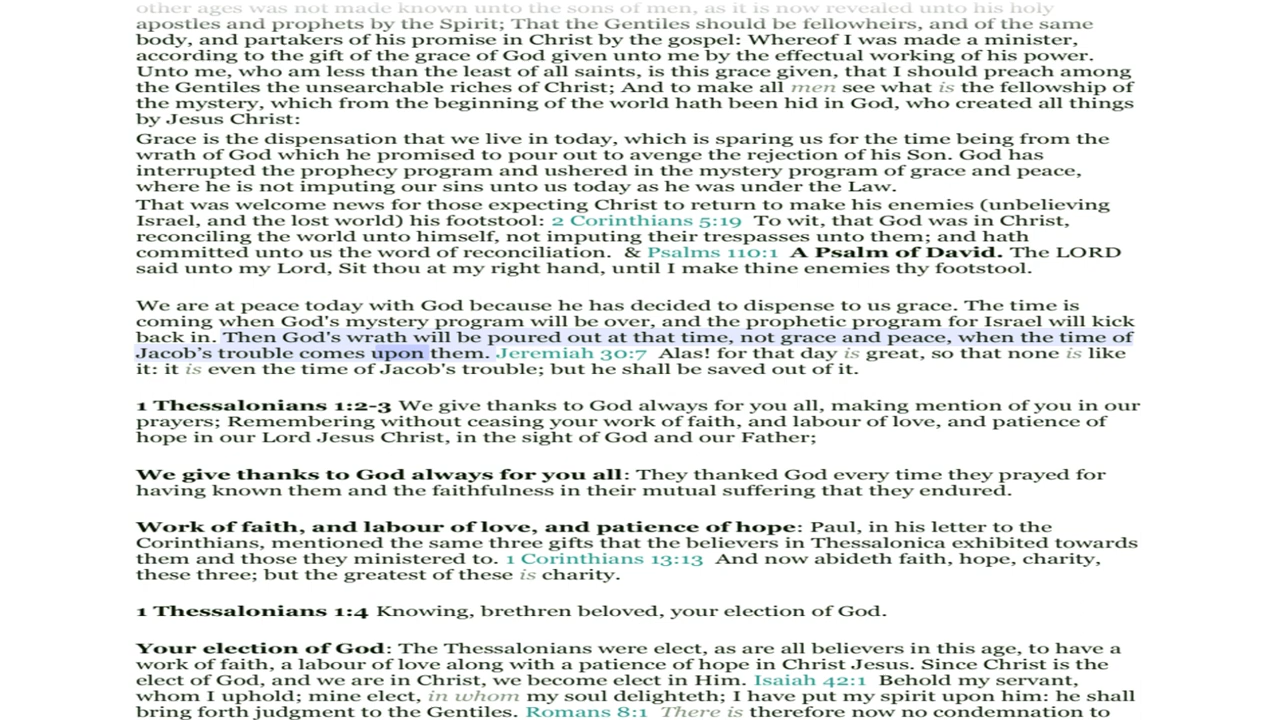 other ages was not made known unto the sons of men, as it is now revealed unto his holy
apostles and prophets by the Spirit; That the Gentiles should be fellowheirs, and of the same
body, and partakers of his promise in Christ by the gospel: Whereof I was made a minister,
according to the gift of the grace of God given unto me by the effectual working of his power.
Unto me, who am less than the least of all saints, is this grace given, that I should preach among
the Gentiles the unsearchable riches of Christ; And to make all men see what is the fellowship of
the mystery, which from the beginning of the world hath been hid in God, who created all things
by Jesus Christ:
Grace is the dispensation that we live in today, which is sparing us for the time being from the
wrath of God which he promised to pour out to avenge the rejection of his Son. God has
interrupted the prophecy program and ushered in the mystery program of grace and peace,
where he is not imputing our sins unto us today as he was under the Law.
That was welcome news for those expecting Christ to return to make his enemies (unbelieving
Israel, and the lost world) his footstool: 2 Corinthians 5:19 To wit, that God was in Christ,
reconciling the world unto himself, not imputing their trespasses unto them; and hath
committed unto us the word of reconciliation. & Psalms 110:1 A Psalm of David. The LORD
said unto my Lord, Sit thou at my right hand, until I make thine enemies thy footstool.
We are at peace today with God because he has decided to dispense to us grace. The time is
coming when God's mystery program will be over, and the prophetic program for Israel will kick
back in. Then God's wrath will be poured out at that time, not grace and peace, when the time of
Jacob's trouble comes upon them. Jeremiah 30:7 Alas! for that day is great, so that none is like
it: it is even the time of Jacob's trouble; but he shall be saved out of it.
1 Thessalonians 1:2-3 We give thanks to God always for you all, making mention of you in our
prayers; Remembering without ceasing your work of faith, and labour of love, and patience of
hope in our Lord Jesus Christ, in the sight of God and our Father;
We give thanks to God always for you all: They thanked God every time they prayed for
having known them and the faithfulness in their mutual suffering that they endured.
Work of faith, and labour of love, and patience of hope: Paul, in his letter to the
Corinthians, mentioned the same three gifts that the believers in Thessalonica exhibited towards
them and those they ministered to. 1 Corinthians 13:13 And now abideth faith, hope, charity,
these three; but the greatest of these is charity.
1 Thessalonians 1:4 Knowing, brethren beloved, your election of God.
Your election of God: The Thessalonians were elect, as are all believers in this age, to have a
work of faith, a labour of love along with a patience of hope in Christ Jesus. Since Christ is the
elect of God, and we are in Christ, we become elect in Him. Isaiah 42:1 Behold my servant,
whom I uphold; mine elect, in whom my soul delighteth; I have put my spirit upon him: he shall
bring forth judgment to the Gentiles. Romans 8:1 There is therefore now no condemnation to